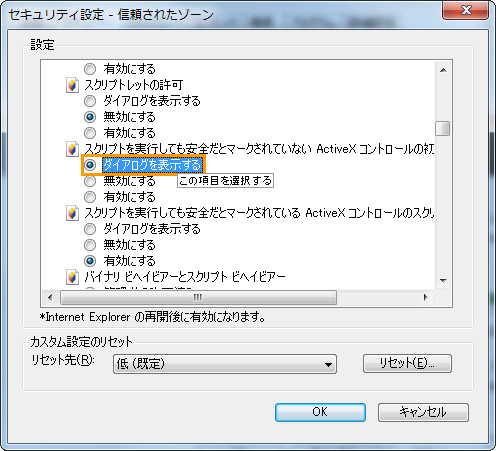 セキュリティ設定 - 信頼されたゾーン
設定
有効にする
スクリプトレットの許可
ダイアログを表示する
無効にする
有効にする
スクリプトを実行しても安全だとマークされていない ActiveX コントロールの初
ダイアログを表示する
無効にする
この項目を選択する
有効にする
スクリプトを実行しても安全だとマークされている ActiveX コントロールのスクリ
ダイアログを表示する
無効にする
有効にする
バイナリ ビヘイビアーとスクリプト ビヘイビアー
*Internet Explorer の再開後に有効になります。
カスタム設定のリセット
リセット先(R):
低 (既定)
リセット(E)...
OK
キャンセル